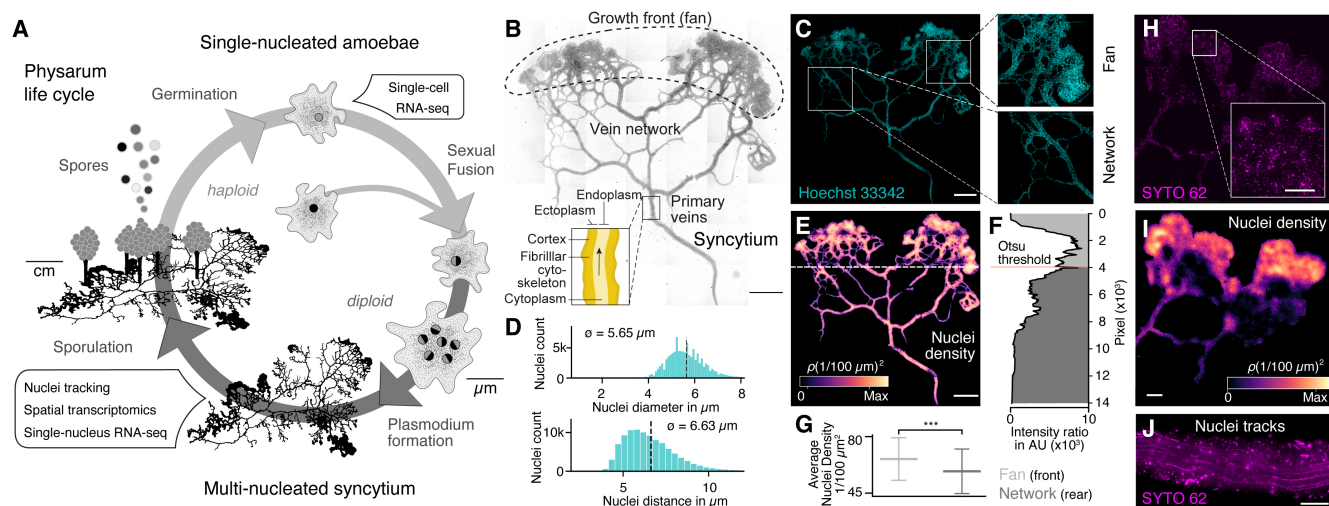 A
Single-nucleated amoebae
Physarum
life cycle
Germination
Single-cell
RNA-seq
Spores
haploid
Sexual
Fusion
cm
diploid
Sporulation
µm
Nuclei tracking
Spatial transcriptomics
Single-nucleus RNA-seq
Plasmodium
formation
Multi-nucleated syncytium
B
Growth front (fan)
Vein network
Endoplasm
Ectoplasm
Primary
veins
Cortex
Fibrilllar
cyto-
skeleton
Cytoplasm
Syncytium
C
Hoechst 33342
Fan
Network
D
Nuclei count
5k
0
ø = 5.65 µm
2 4 6 8
Nuclei diameter in µm
Nuclei count
10k
0
ø = 6.63 µm
5 10
Nuclei distance in µm
E
Nuclei
density
ρ(1/100 µm)²
0 Max
F
Otsu
threshold
0
2
4
6
8
10
12
14
Pixel (x10³)
0 10
Intensity ratio
in AU (x10³)
G
Average
Nuclei Density
1/100 µm²
80
45
***
Fan (front)
Network (rear)
H
SYTO 62
I
Nuclei density
ρ(1/100 µm)²
0 Max
J
Nuclei tracks
SYTO 62